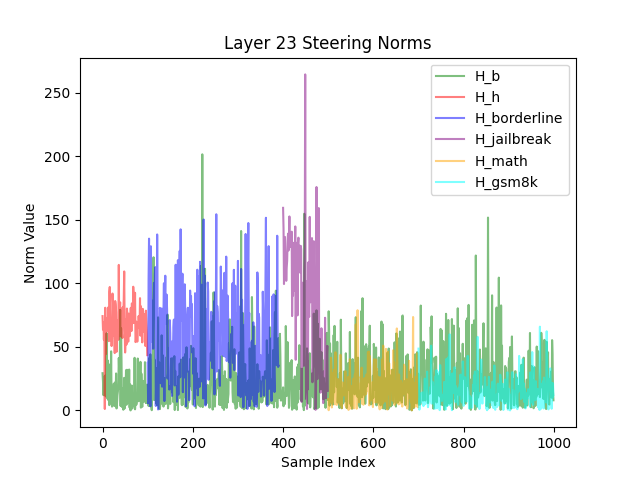 Layer 23 Steering Norms
H_b
H_h
H_borderline
H_jailbreak
H_math
H_gsm8k
Norm Value
250
200
150
100
50
0
0 200 400 600 800 1000
Sample Index